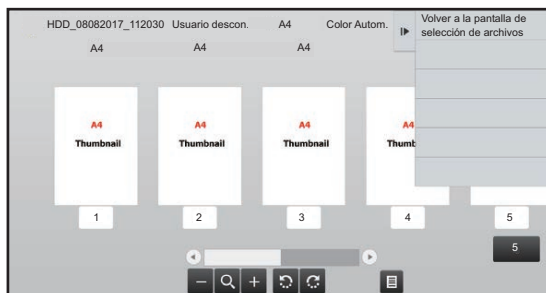 HDD_08082017_112030 Usuario descon. A4 Color Autom.
Volver a la pantalla de
selección de archivos
A4 A4 A4
A4 A4 A4 A4
Thumbnail Thumbnail Thumbnail Thumb
1 2 3 4 5
5